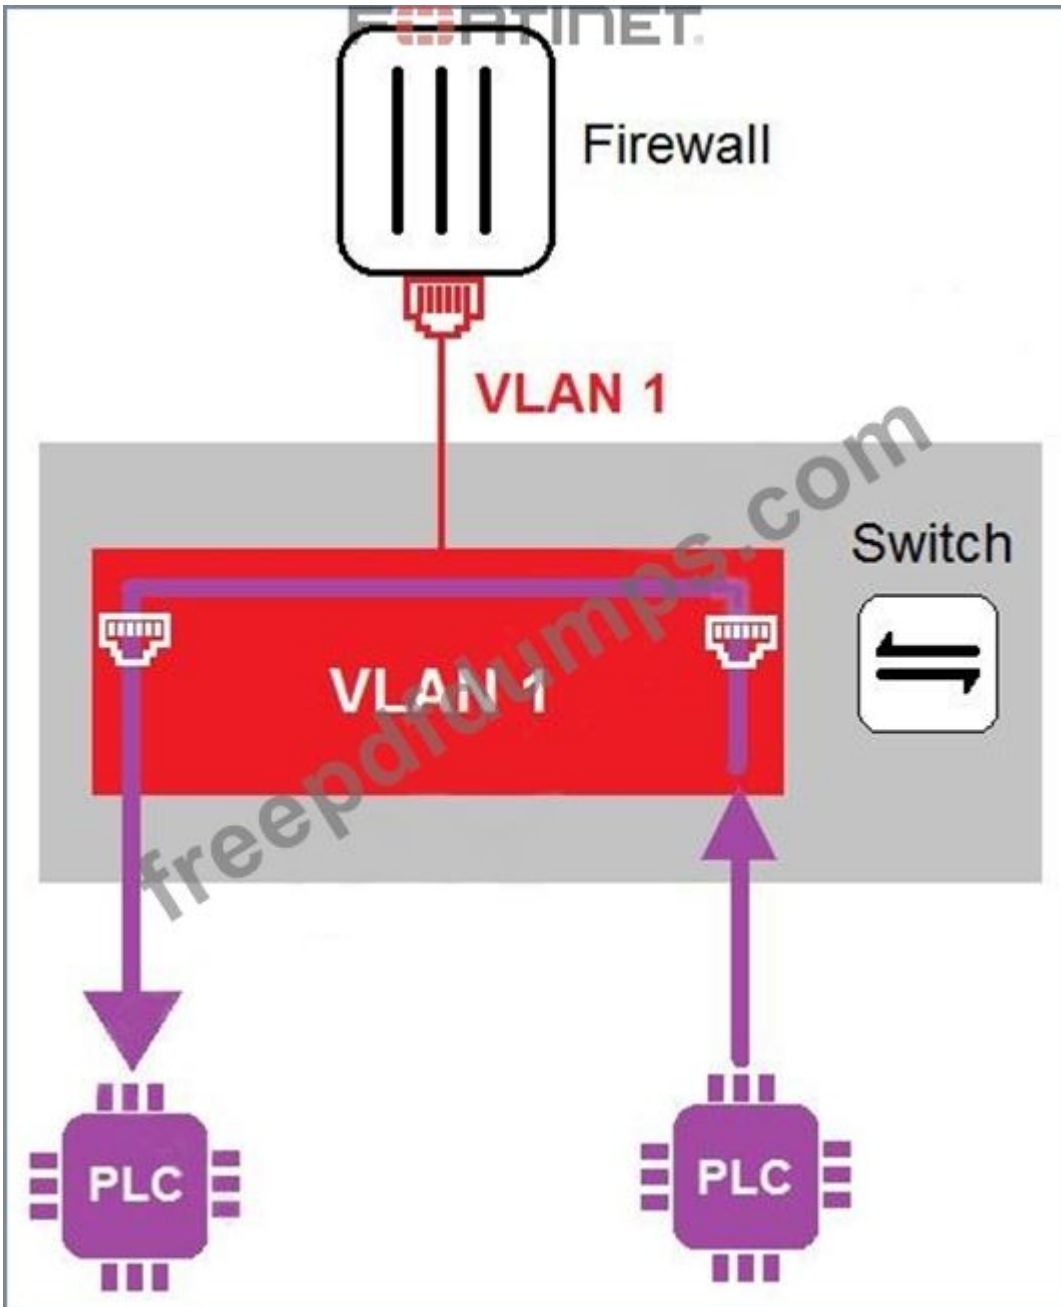 FORTINET
Firewall
VLAN 1
Switch
VLAN 1
freepdfdumps.com
PLC
PLC